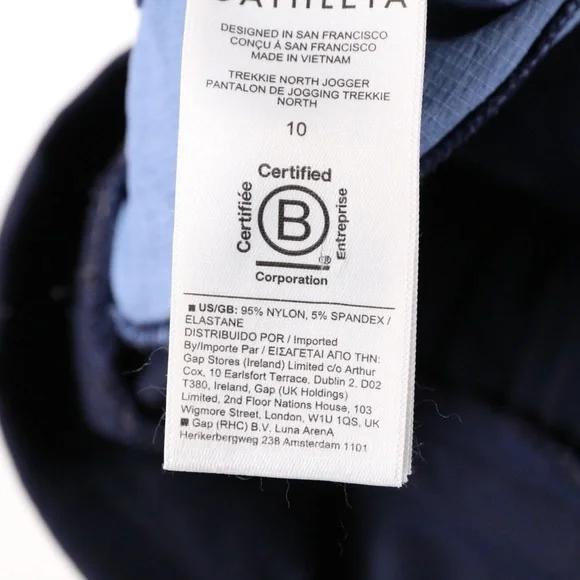 ATHLETA
DESIGNED IN SAN FRANCISCO
CONÇU À SAN FRANCISCO
MADE IN VIETNAM
TREKKIE NORTH JOGGER
PANTALON DE JOGGING TREKKIE
NORTH
10
Certified
Certifiée
B
Entreprise
®
Corporation
■ US/GB: 95% NYLON, 5% SPANDEX /
ELASTANE
DISTRIBUIDO POR / Imported
By/Importe Par / ΕΙΣΑΓΕΤΑΙ ΑΠΟ ΤΗΝ:
Gap Stores (Ireland) Limited c/o Arthur
Cox, 10 Earlsfort Terrace, Dublin 2. D02
T380, Ireland, Gap (UK Holdings)
Limited, 2nd Floor Nations House, 103
Wigmore Street, London, W1U 1QS, UK
■ Gap (RHC) B.V. Luna ArenA
Herikerbergweg 238 Amsterdam 1101